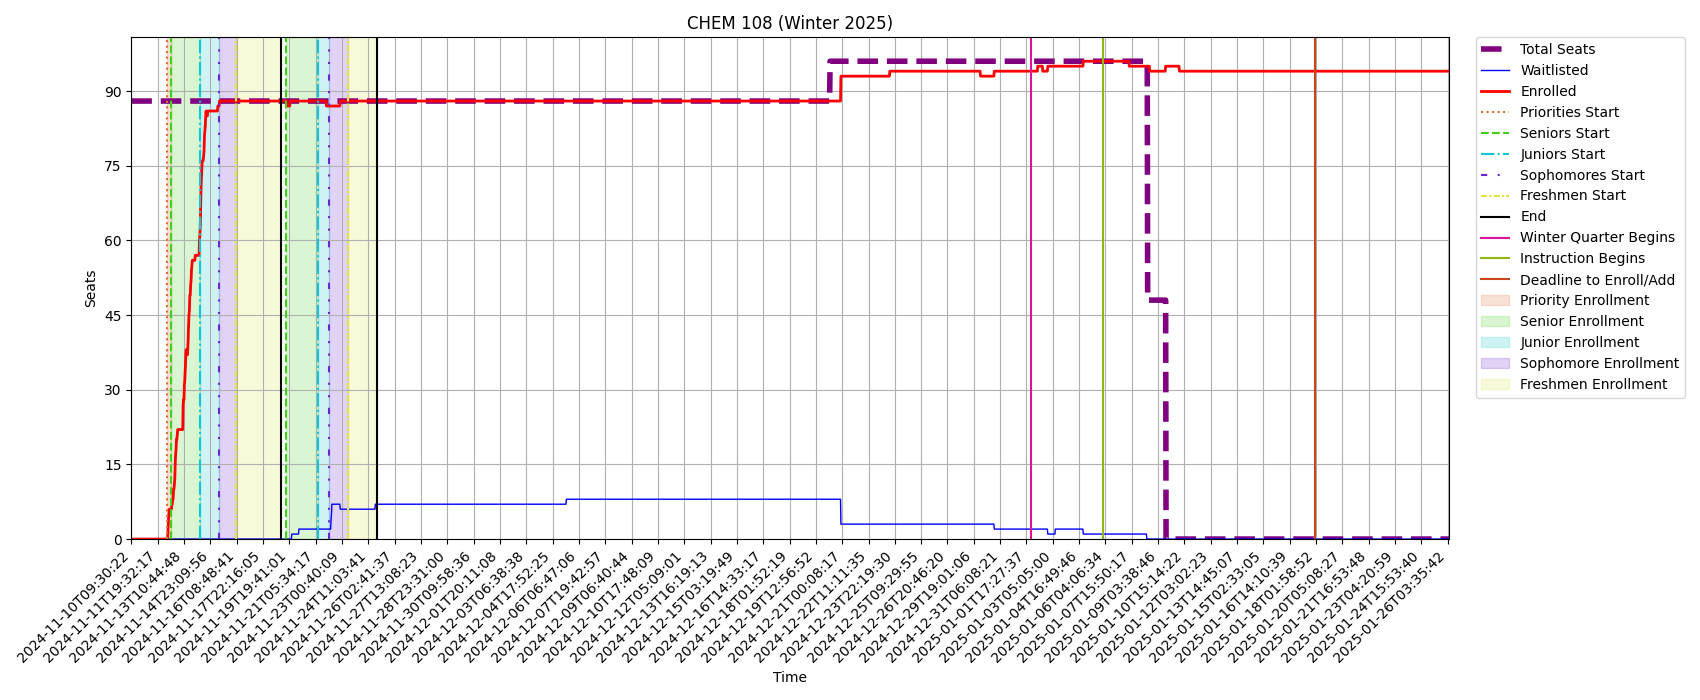 CHEM 108 (Winter 2025)
Seats
90
75
60
45
30
15
0
2024-11-10T09:30:22
2024-11-11T19:32:17
2024-11-13T10:44:48
2024-11-14T23:09:56
2024-11-16T08:48:41
2024-11-17T22:16:05
2024-11-19T19:41:01
2024-11-21T05:34:17
2024-11-23T00:40:09
2024-11-24T11:03:41
2024-11-26T02:41:37
2024-11-27T13:08:23
2024-11-28T23:31:00
2024-11-30T09:58:36
2024-12-01T20:11:08
2024-12-03T06:38:38
2024-12-04T17:52:25
2024-12-06T06:47:06
2024-12-07T19:42:57
2024-12-09T06:40:44
2024-12-10T17:48:09
2024-12-12T05:09:01
2024-12-13T16:19:13
2024-12-15T03:19:49
2024-12-16T14:33:17
2024-12-18T01:52:19
2024-12-19T12:56:52
2024-12-21T00:08:17
2024-12-22T11:11:35
2024-12-23T22:19:30
2024-12-25T09:29:55
2024-12-26T20:46:20
2024-12-29T19:01:06
2024-12-31T06:08:21
2025-01-01T17:27:37
2025-01-03T05:05:00
2025-01-04T16:49:46
2025-01-06T04:06:34
2025-01-07T15:50:17
2025-01-09T03:38:46
2025-01-10T15:14:22
2025-01-12T03:02:23
2025-01-13T14:45:07
2025-01-15T02:33:05
2025-01-16T14:10:39
2025-01-18T01:58:52
2025-01-20T05:08:27
2025-01-21T16:53:48
2025-01-23T04:20:59
2025-01-24T15:53:40
2025-01-26T03:35:42
Time
Total Seats
Waitlisted
Enrolled
Priorities Start
Seniors Start
Juniors Start
Sophomores Start
Freshmen Start
End
Winter Quarter Begins
Instruction Begins
Deadline to Enroll/Add
Priority Enrollment
Senior Enrollment
Junior Enrollment
Sophomore Enrollment
Freshmen Enrollment